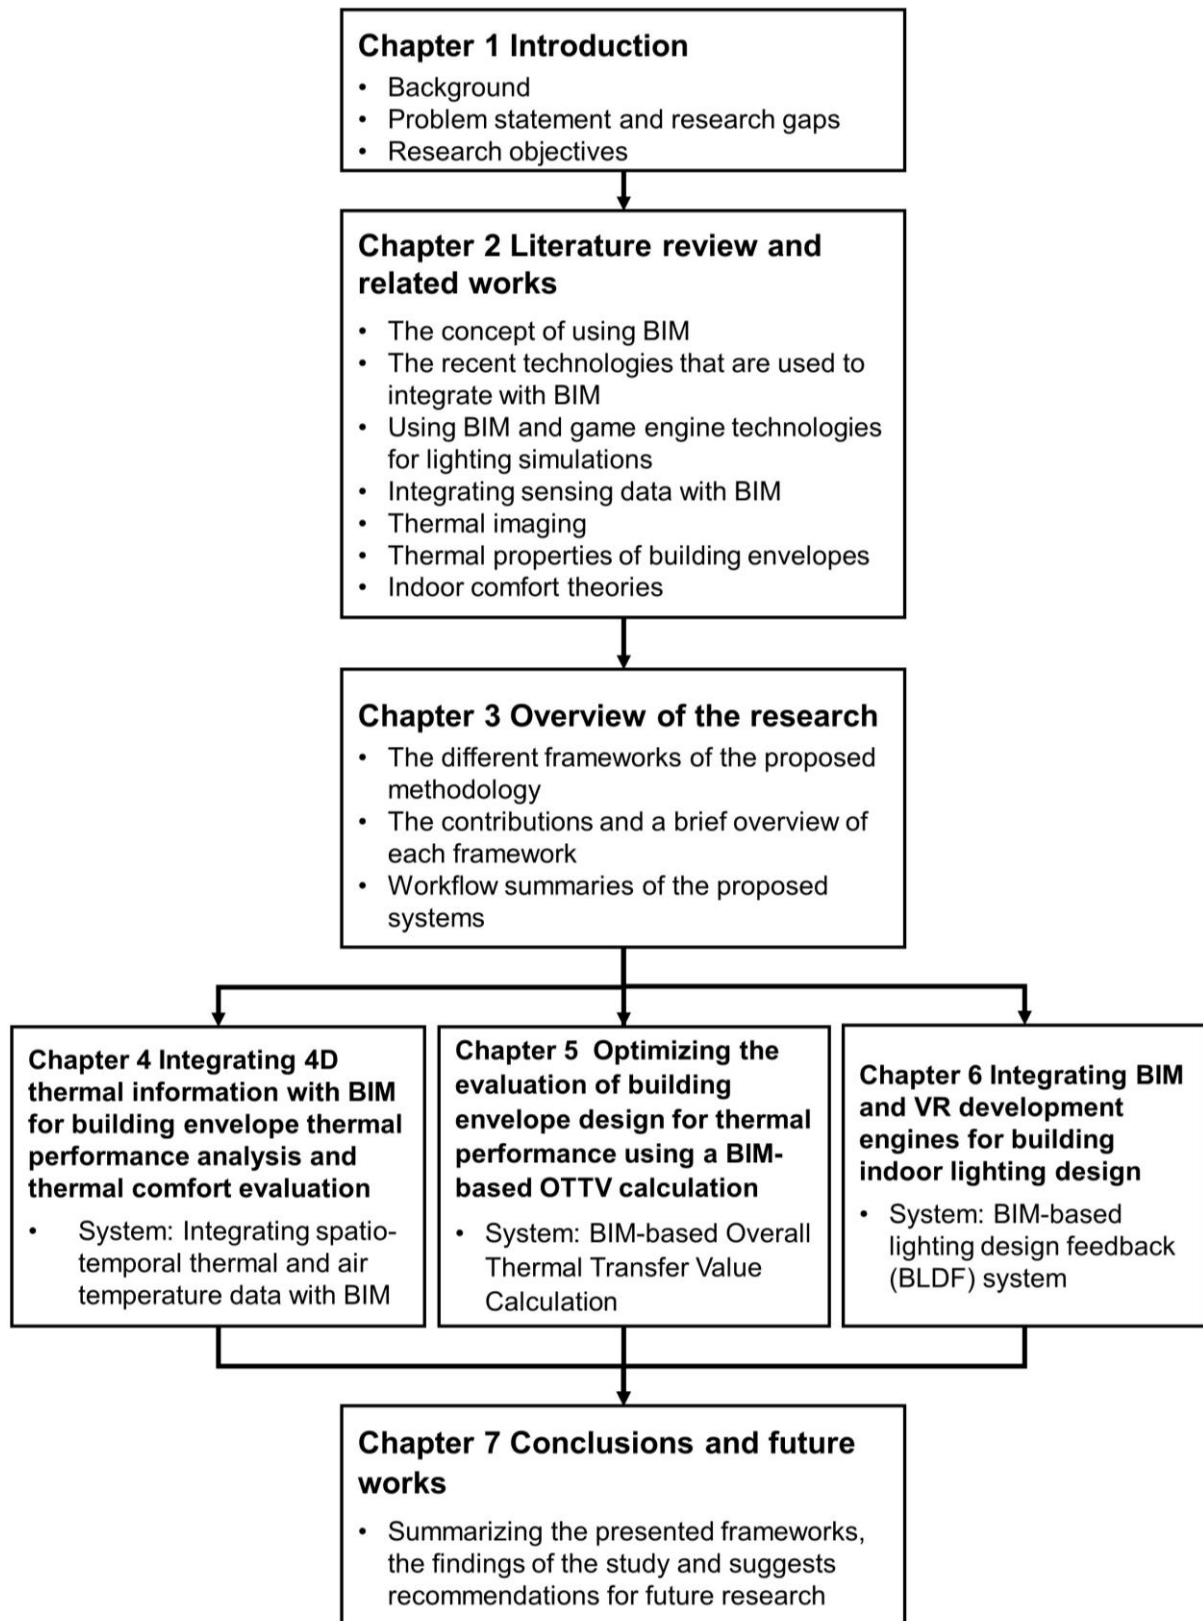 Chapter 1 Introduction
• Background
• Problem statement and research gaps
• Research objectives
Chapter 2 Literature review and
related works
• The concept of using BIM
• The recent technologies that are used to
integrate with BIM
• Using BIM and game engine technologies
for lighting simulations
• Integrating sensing data with BIM
• Thermal imaging
• Thermal properties of building envelopes
• Indoor comfort theories
Chapter 3 Overview of the research
• The different frameworks of the proposed
methodology
• The contributions and a brief overview of
each framework
• Workflow summaries of the proposed
systems
Chapter 4 Integrating 4D
thermal information with BIM
for building envelope thermal
performance analysis and
thermal comfort evaluation
• System: Integrating spatio-
temporal thermal and air
temperature data with BIM
Chapter 5 Optimizing the
evaluation of building
envelope design for thermal
performance using a BIM-
based OTTV calculation
• System: BIM-based Overall
Thermal Transfer Value
Calculation
Chapter 6 Integrating BIM
and VR development
engines for building
indoor lighting design
• System: BIM-based
lighting design feedback
(BLDF) system
Chapter 7 Conclusions and future
works
• Summarizing the presented frameworks,
the findings of the study and suggests
recommendations for future research